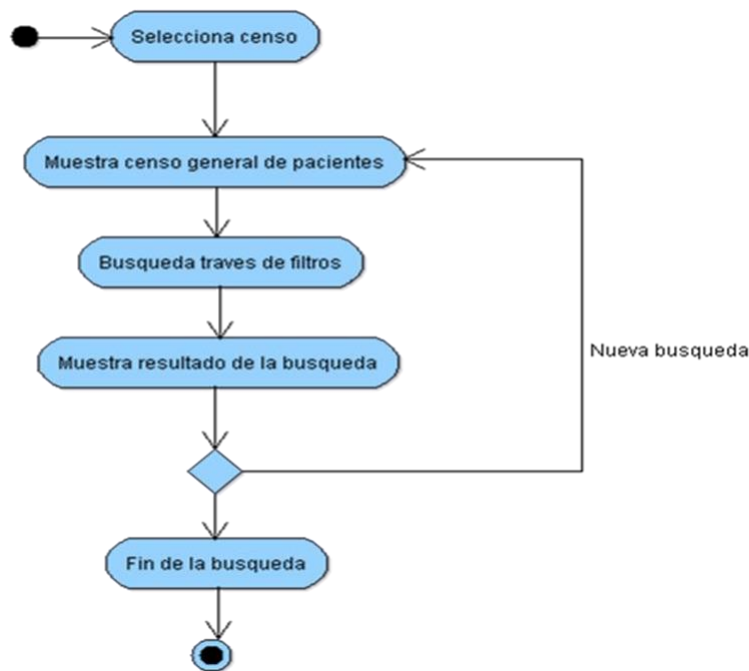 Selecciona censo
Muestra censo general de pacientes
Busqueda traves de filtros
Muestra resultado de la busqueda
Nueva busqueda
Fin de la busqueda